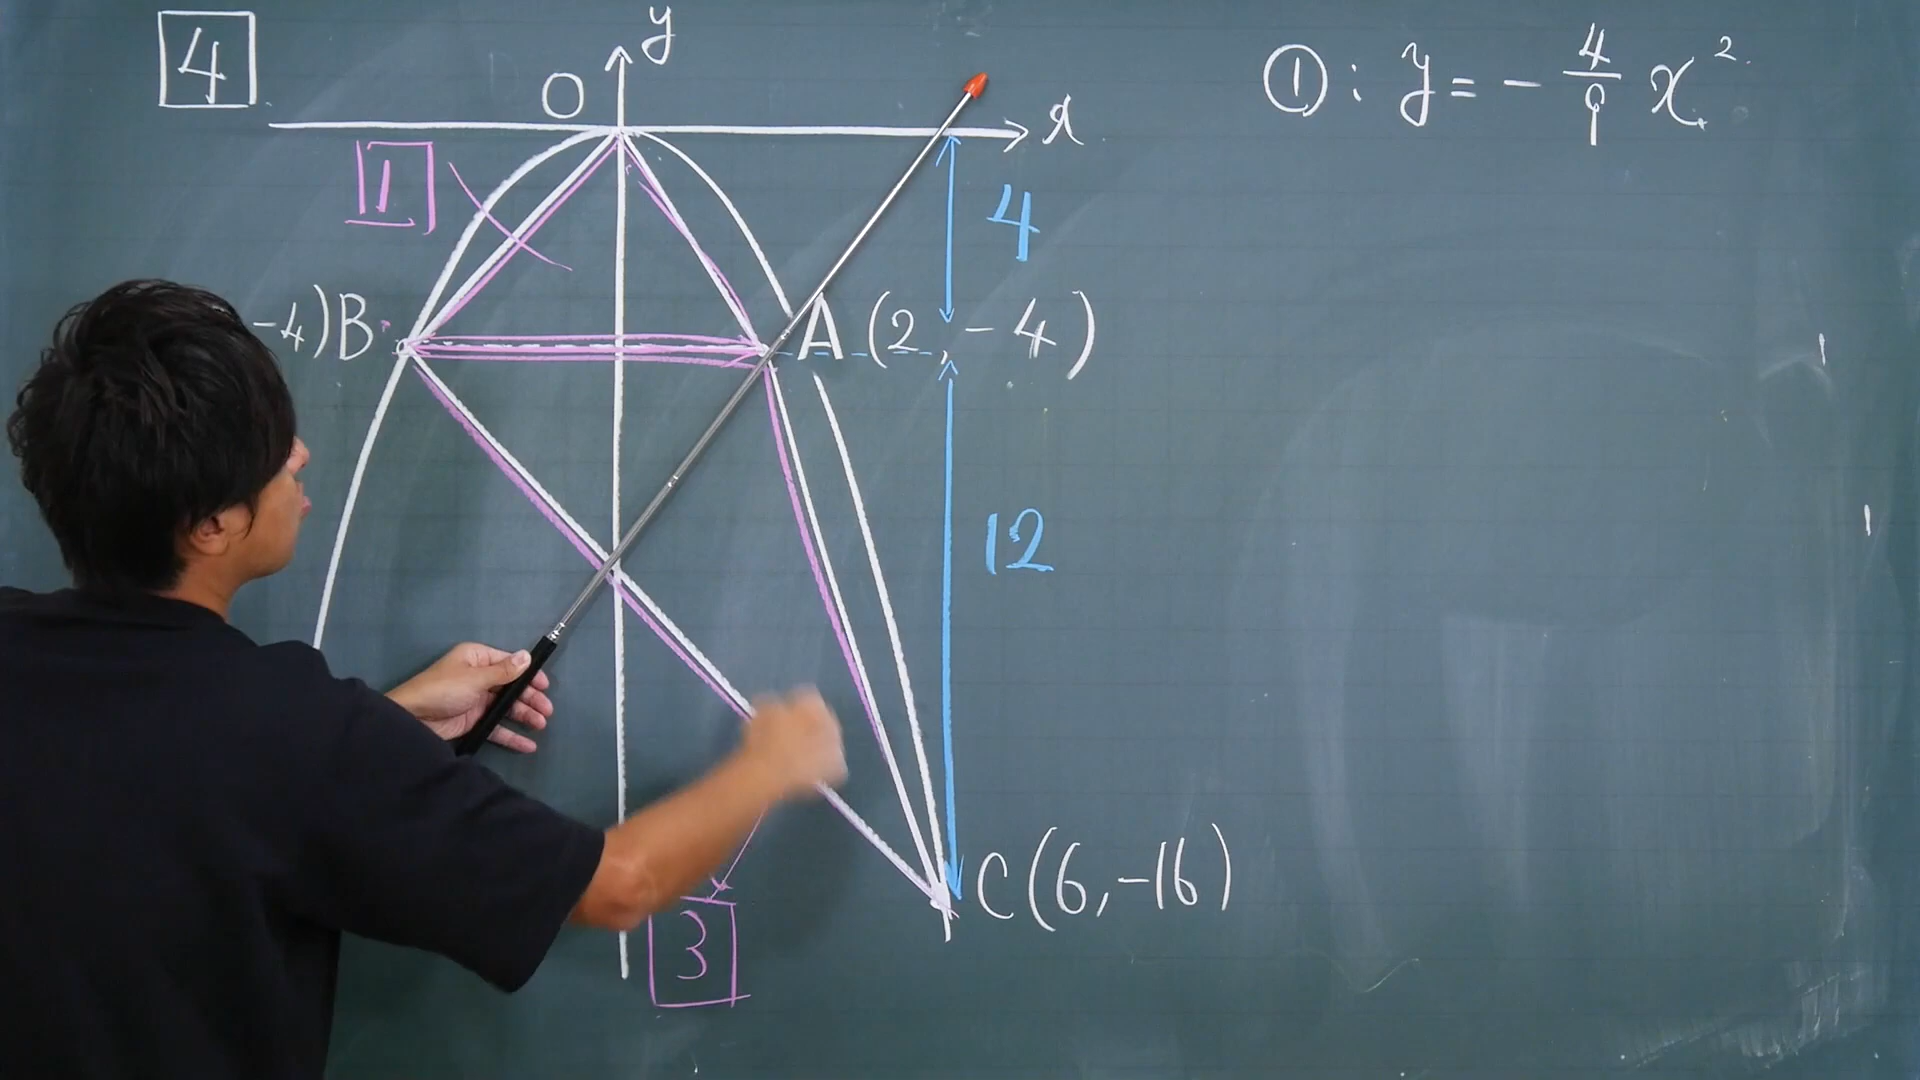 4
y
① : y = - 4/9 x²
O
x
1
4
-4)B
A (2, -4)
12
C(6, -16)
3